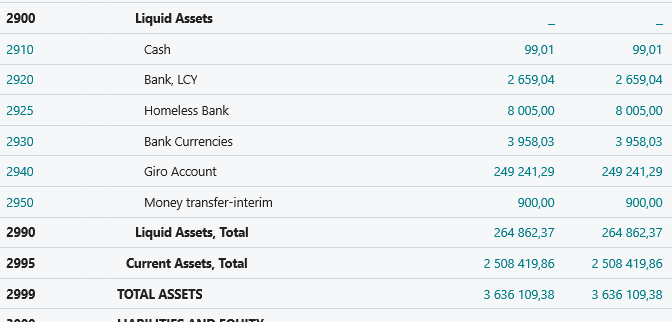 2900 Liquid Assets _ _
2910 Cash 99,01 99,01
2920 Bank, LCY 2 659,04 2 659,04
2925 Homeless Bank 8 005,00 8 005,00
2930 Bank Currencies 3 958,03 3 958,03
2940 Giro Account 249 241,29 249 241,29
2950 Money transfer-interim 900,00 900,00
2990 Liquid Assets, Total 264 862,37 264 862,37
2995 Current Assets, Total 2 508 419,86 2 508 419,86
2999 TOTAL ASSETS 3 636 109,38 3 636 109,38
3000 LIABILITIES AND EQUITY